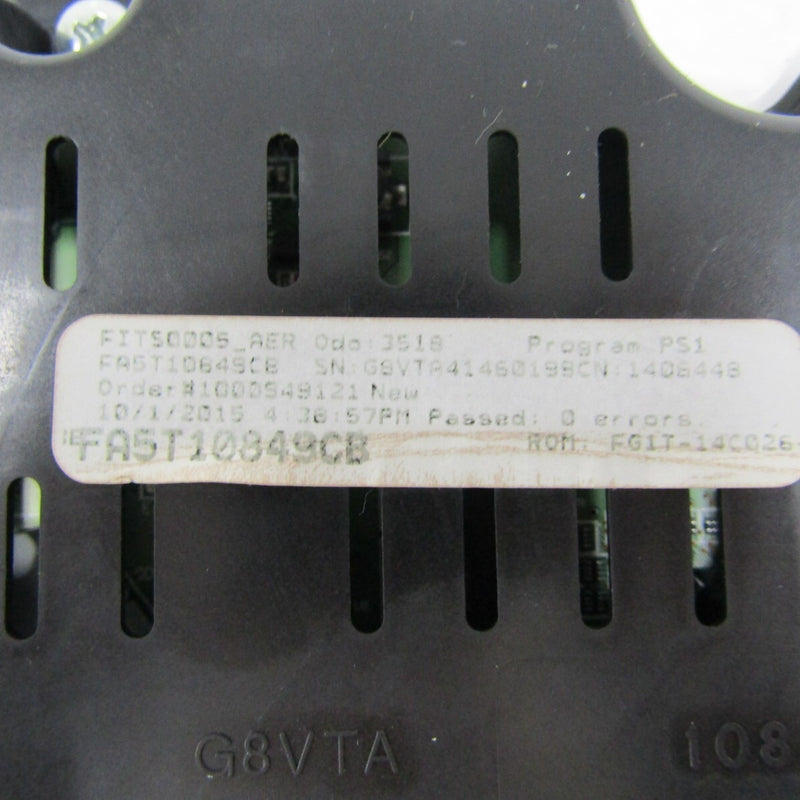 FITS0005_AER Odo:3518 Program PS1
FA5T10849CB SN:G8VTA41460199CN:1408448
Order#1000549121 New
10/1/2015 4:38:57PM Passed: 0 errors.
FA5T10849CB ROM: FG1T-14C026-
G8VTA 108